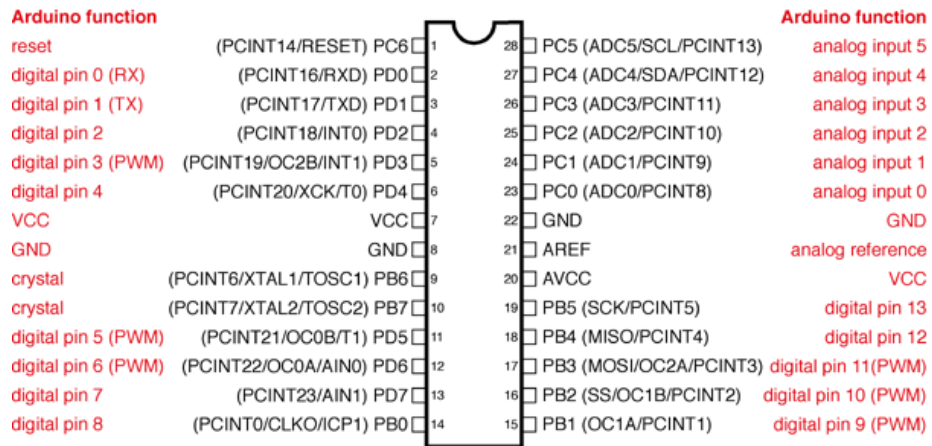 Arduino function Arduino function
reset (PCINT14/RESET) PC6 1 28 PC5 (ADC5/SCL/PCINT13) analog input 5
digital pin 0 (RX) (PCINT16/RXD) PD0 2 27 PC4 (ADC4/SDA/PCINT12) analog input 4
digital pin 1 (TX) (PCINT17/TXD) PD1 3 26 PC3 (ADC3/PCINT11) analog input 3
digital pin 2 (PCINT18/INT0) PD2 4 25 PC2 (ADC2/PCINT10) analog input 2
digital pin 3 (PWM) (PCINT19/OC2B/INT1) PD3 5 24 PC1 (ADC1/PCINT9) analog input 1
digital pin 4 (PCINT20/XCK/T0) PD4 6 23 PC0 (ADC0/PCINT8) analog input 0
VCC VCC 7 22 GND GND
GND GND 8 21 AREF analog reference
crystal (PCINT6/XTAL1/TOSC1) PB6 9 20 AVCC VCC
crystal (PCINT7/XTAL2/TOSC2) PB7 10 19 PB5 (SCK/PCINT5) digital pin 13
digital pin 5 (PWM) (PCINT21/OC0B/T1) PD5 11 18 PB4 (MISO/PCINT4) digital pin 12
digital pin 6 (PWM) (PCINT22/OC0A/AIN0) PD6 12 17 PB3 (MOSI/OC2A/PCINT3) digital pin 11(PWM)
digital pin 7 (PCINT23/AIN1) PD7 13 16 PB2 (SS/OC1B/PCINT2) digital pin 10 (PWM)
digital pin 8 (PCINT0/CLKO/ICP1) PB0 14 15 PB1 (OC1A/PCINT1) digital pin 9 (PWM)